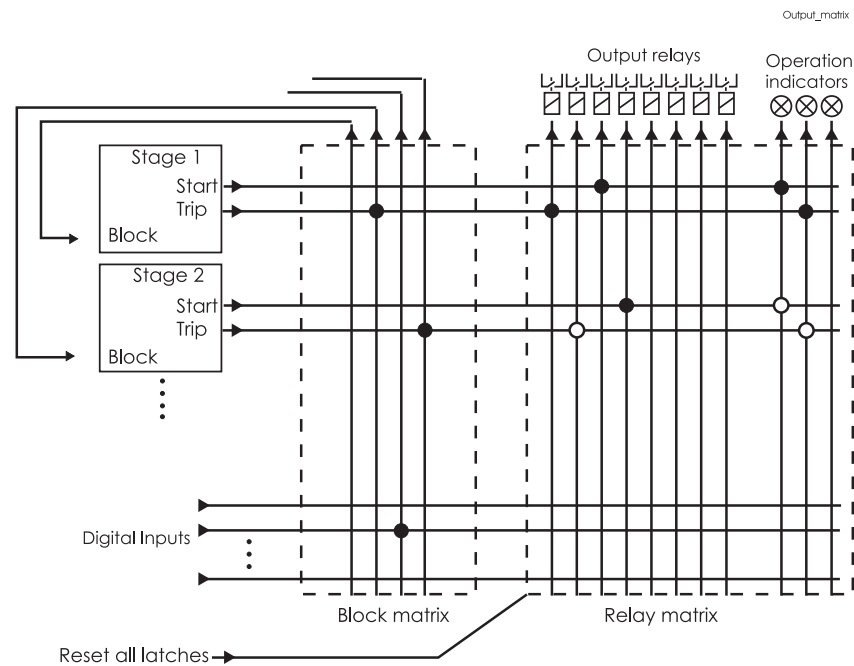 Output_matrix
Output relays
Operation
indicators
Stage 1
Start
Trip
Block
Stage 2
Start
Trip
Block
Digital Inputs
Block matrix
Relay matrix
Reset all latches